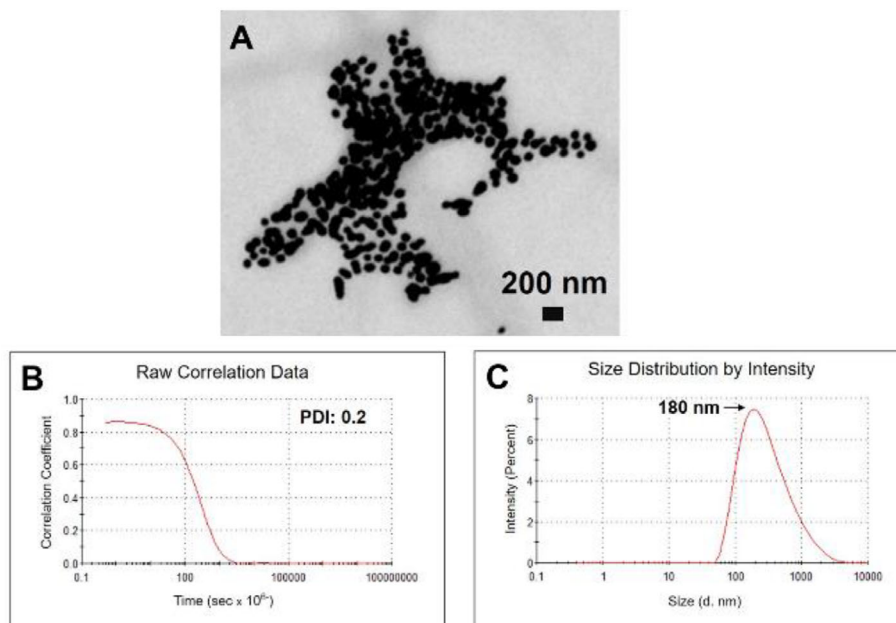 A
200 nm
B
Raw Correlation Data
PDI: 0.2
Correlation Coefficient
1.0
0.8
0.6
0.4
0.2
0.0
0.1
100
100000
100000000
Time (sec x 10⁶⁻)
C
Size Distribution by Intensity
180 nm
Intensity (Percent)
8
6
4
2
0
0.1
1
10
100
1000
10000
Size (d. nm)